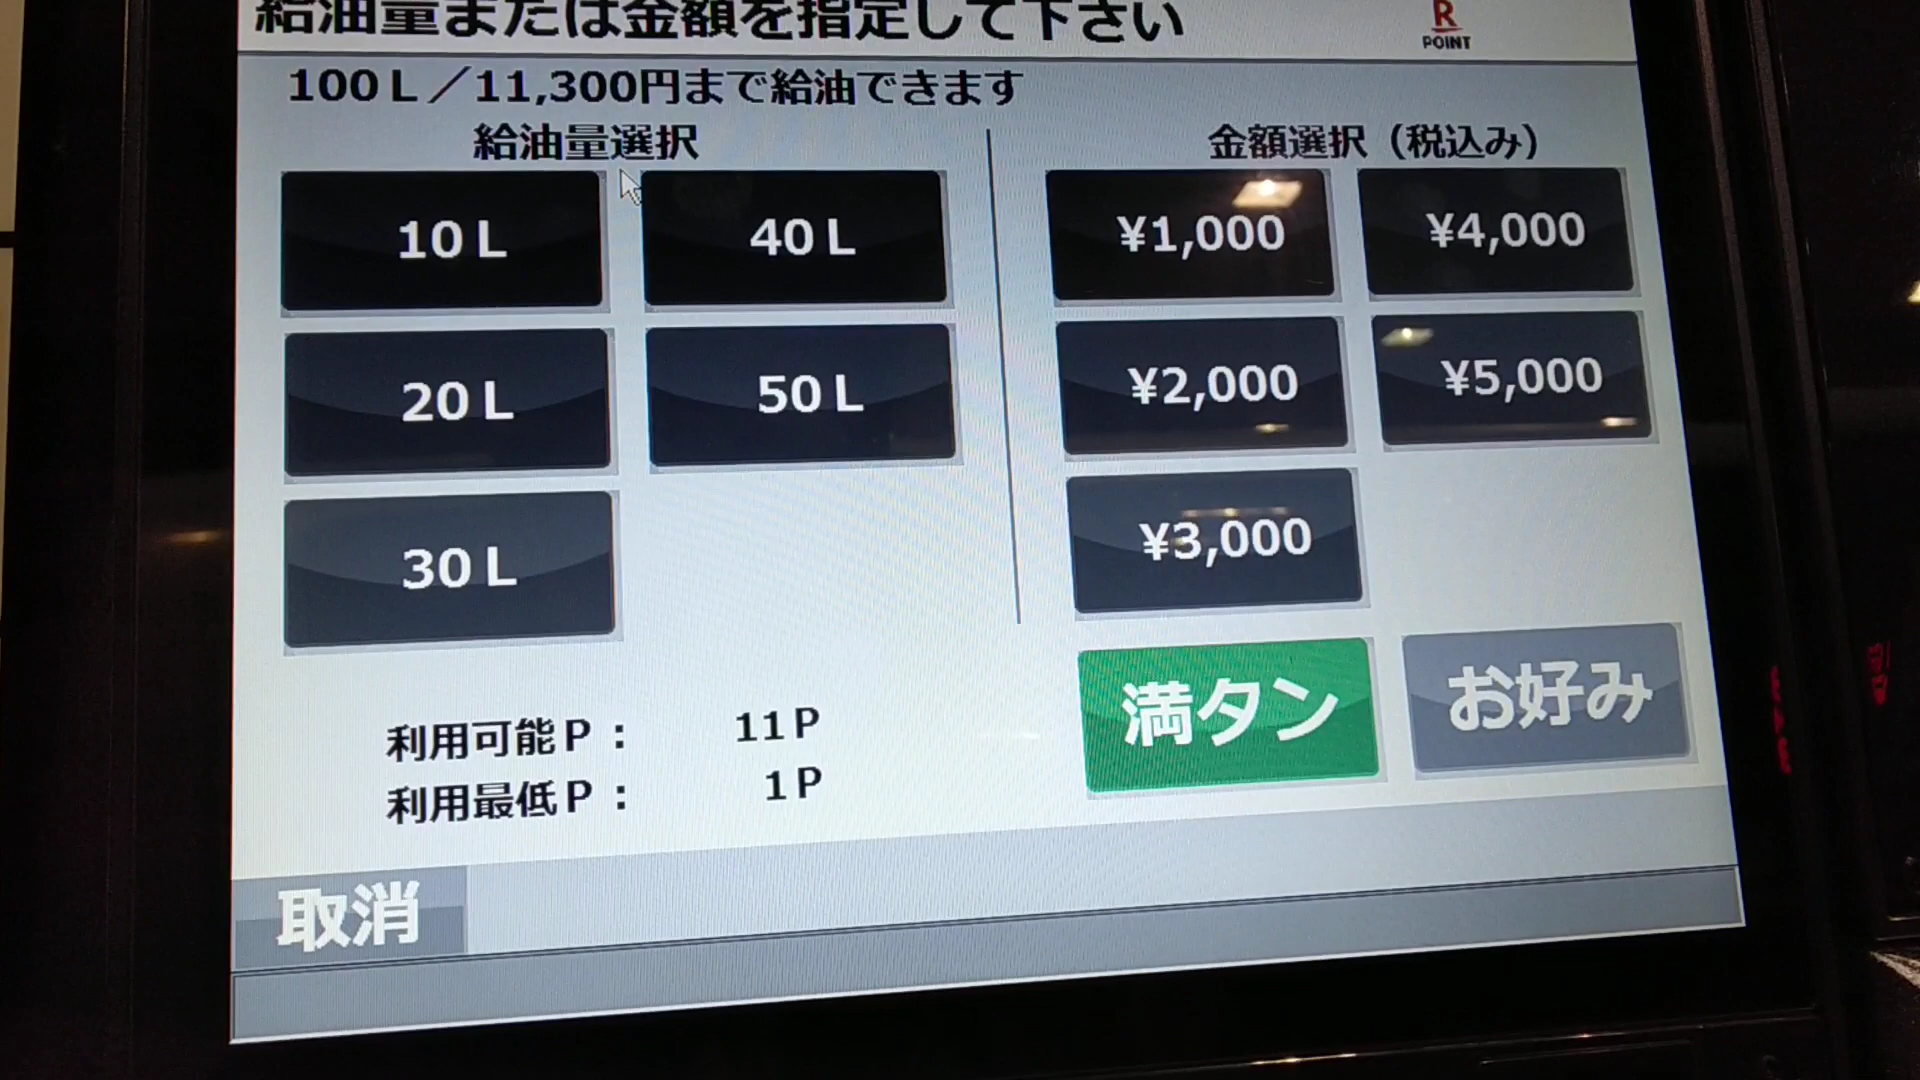 給油量または金額を指定して下さい
R
POINT
100L／11,300円まで給油できます
給油量選択
金額選択（税込み）
10L
40L
¥1,000
¥4,000
20L
50L
¥2,000
¥5,000
30L
¥3,000
満タン
お好み
利用可能P： 11P
利用最低P： 1P
取消